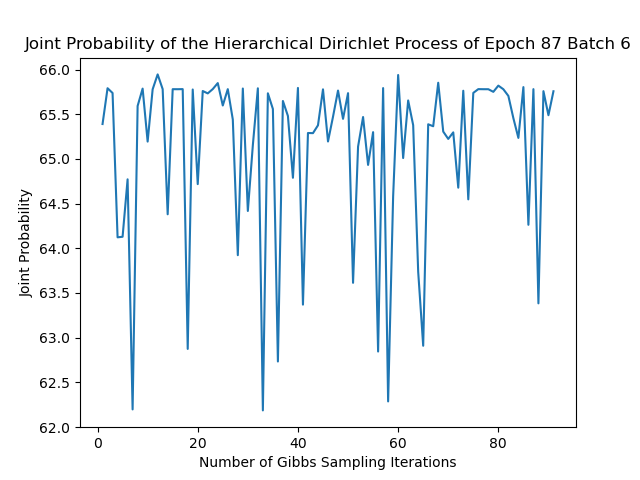 Joint Probability of the Hierarchical Dirichlet Process of Epoch 87 Batch 6
Joint Probability
66.0
65.5
65.0
64.5
64.0
63.5
63.0
62.5
62.0
0 20 40 60 80
Number of Gibbs Sampling Iterations